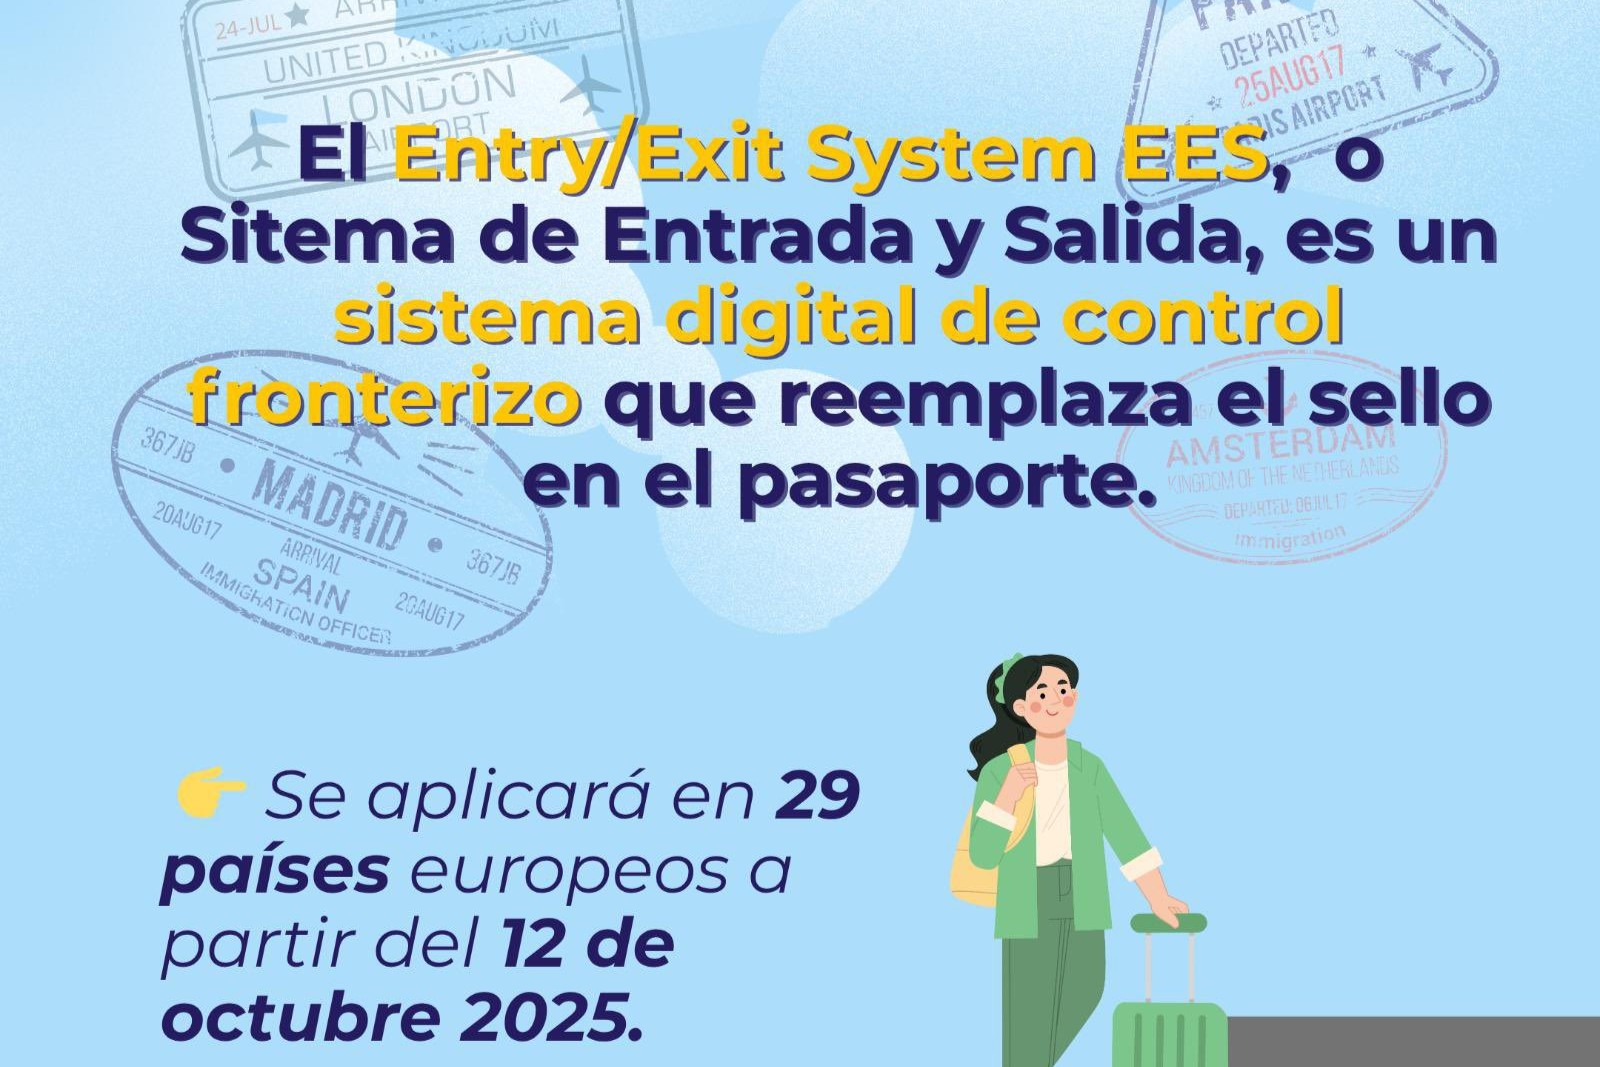 24-JUL
UNITED KINGDOM
LONDON
AIRPORT
DEPARTED
25AUG17
PARIS AIRPORT
El Entry/Exit System EES, o
Sitema de Entrada y Salida, es un
sistema digital de control
fronterizo que reemplaza el sello
en el pasaporte.
367JB
MADRID
367JB
20AUG17
ARRIVAL
SPAIN
20AUG17
IMMIGRATION OFFICER
AMSTERDAM
KINGDOM OF THE NETHERLANDS
DEPARTED: 06JUL17
immigration
👉 Se aplicará en 29
países europeos a
partir del 12 de
octubre 2025.